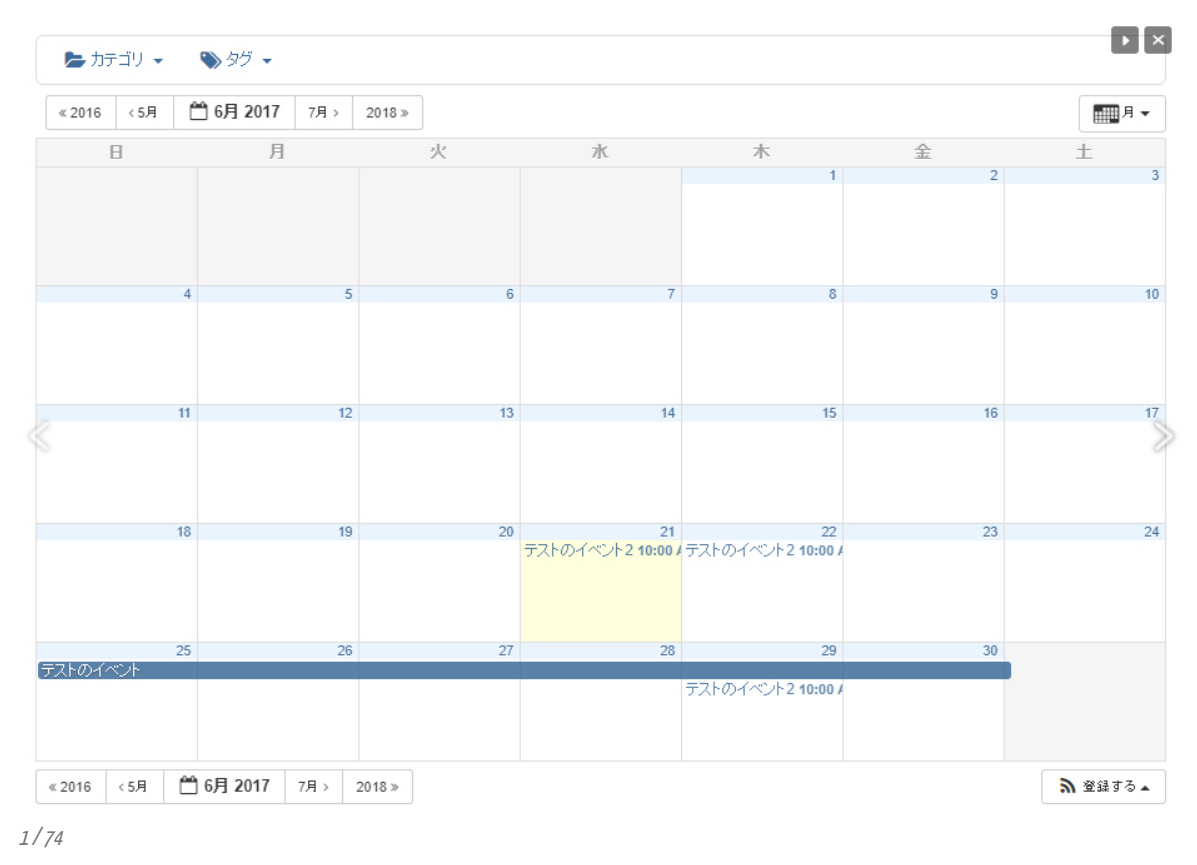 カテゴリ タグ
« 2016 ‹ 5月 6月 2017 7月 › 2018 » 月
日 月 火 水 木 金 土
1 2 3
4 5 6 7 8 9 10
11 12 13 14 15 16 17
18 19 20 21 22 23 24
テストのイベント2 10:00 テストのイベント2 10:00
25 26 27 28 29 30
テストのイベント
テストのイベント2 10:00
« 2016 ‹ 5月 6月 2017 7月 › 2018 » 登録する
1/74